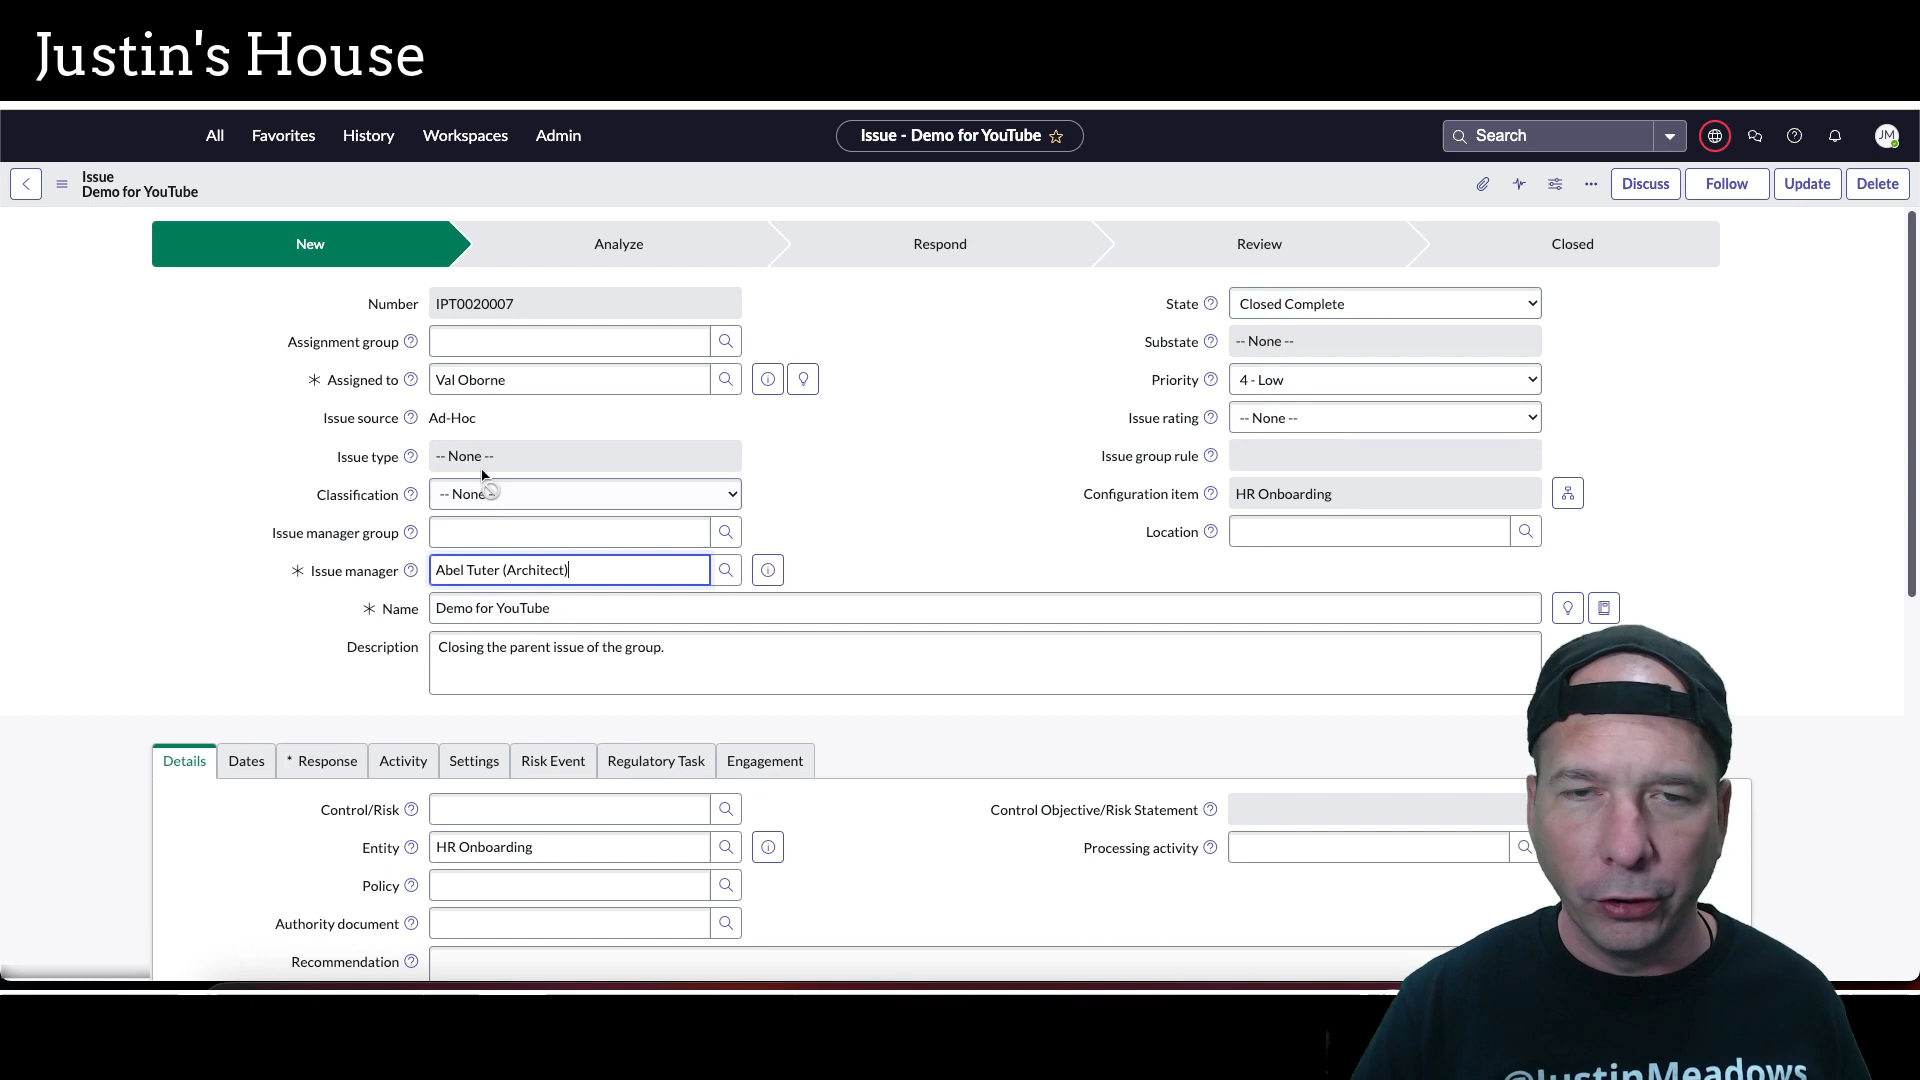 Justin's House
All Favorites History Workspaces Admin
Issue - Demo for YouTube
Search
JM
Issue
Demo for YouTube
Discuss Follow Update Delete
New Analyze Respond Review Closed
Number IPT0020007
State Closed Complete
Assignment group
Substate -- None --
* Assigned to Val Oborne
Priority 4 - Low
Issue source Ad-Hoc
Issue rating -- None --
Issue type -- None --
Issue group rule
Classification -- None
Configuration item HR Onboarding
Issue manager group
Location
* Issue manager Abel Tuter (Architect)
* Name Demo for YouTube
Description Closing the parent issue of the group.
Details Dates * Response Activity Settings Risk Event Regulatory Task Engagement
Control/Risk
Control Objective/Risk Statement
Entity HR Onboarding
Processing activity
Policy
Authority document
Recommendation
@JustinMeadows